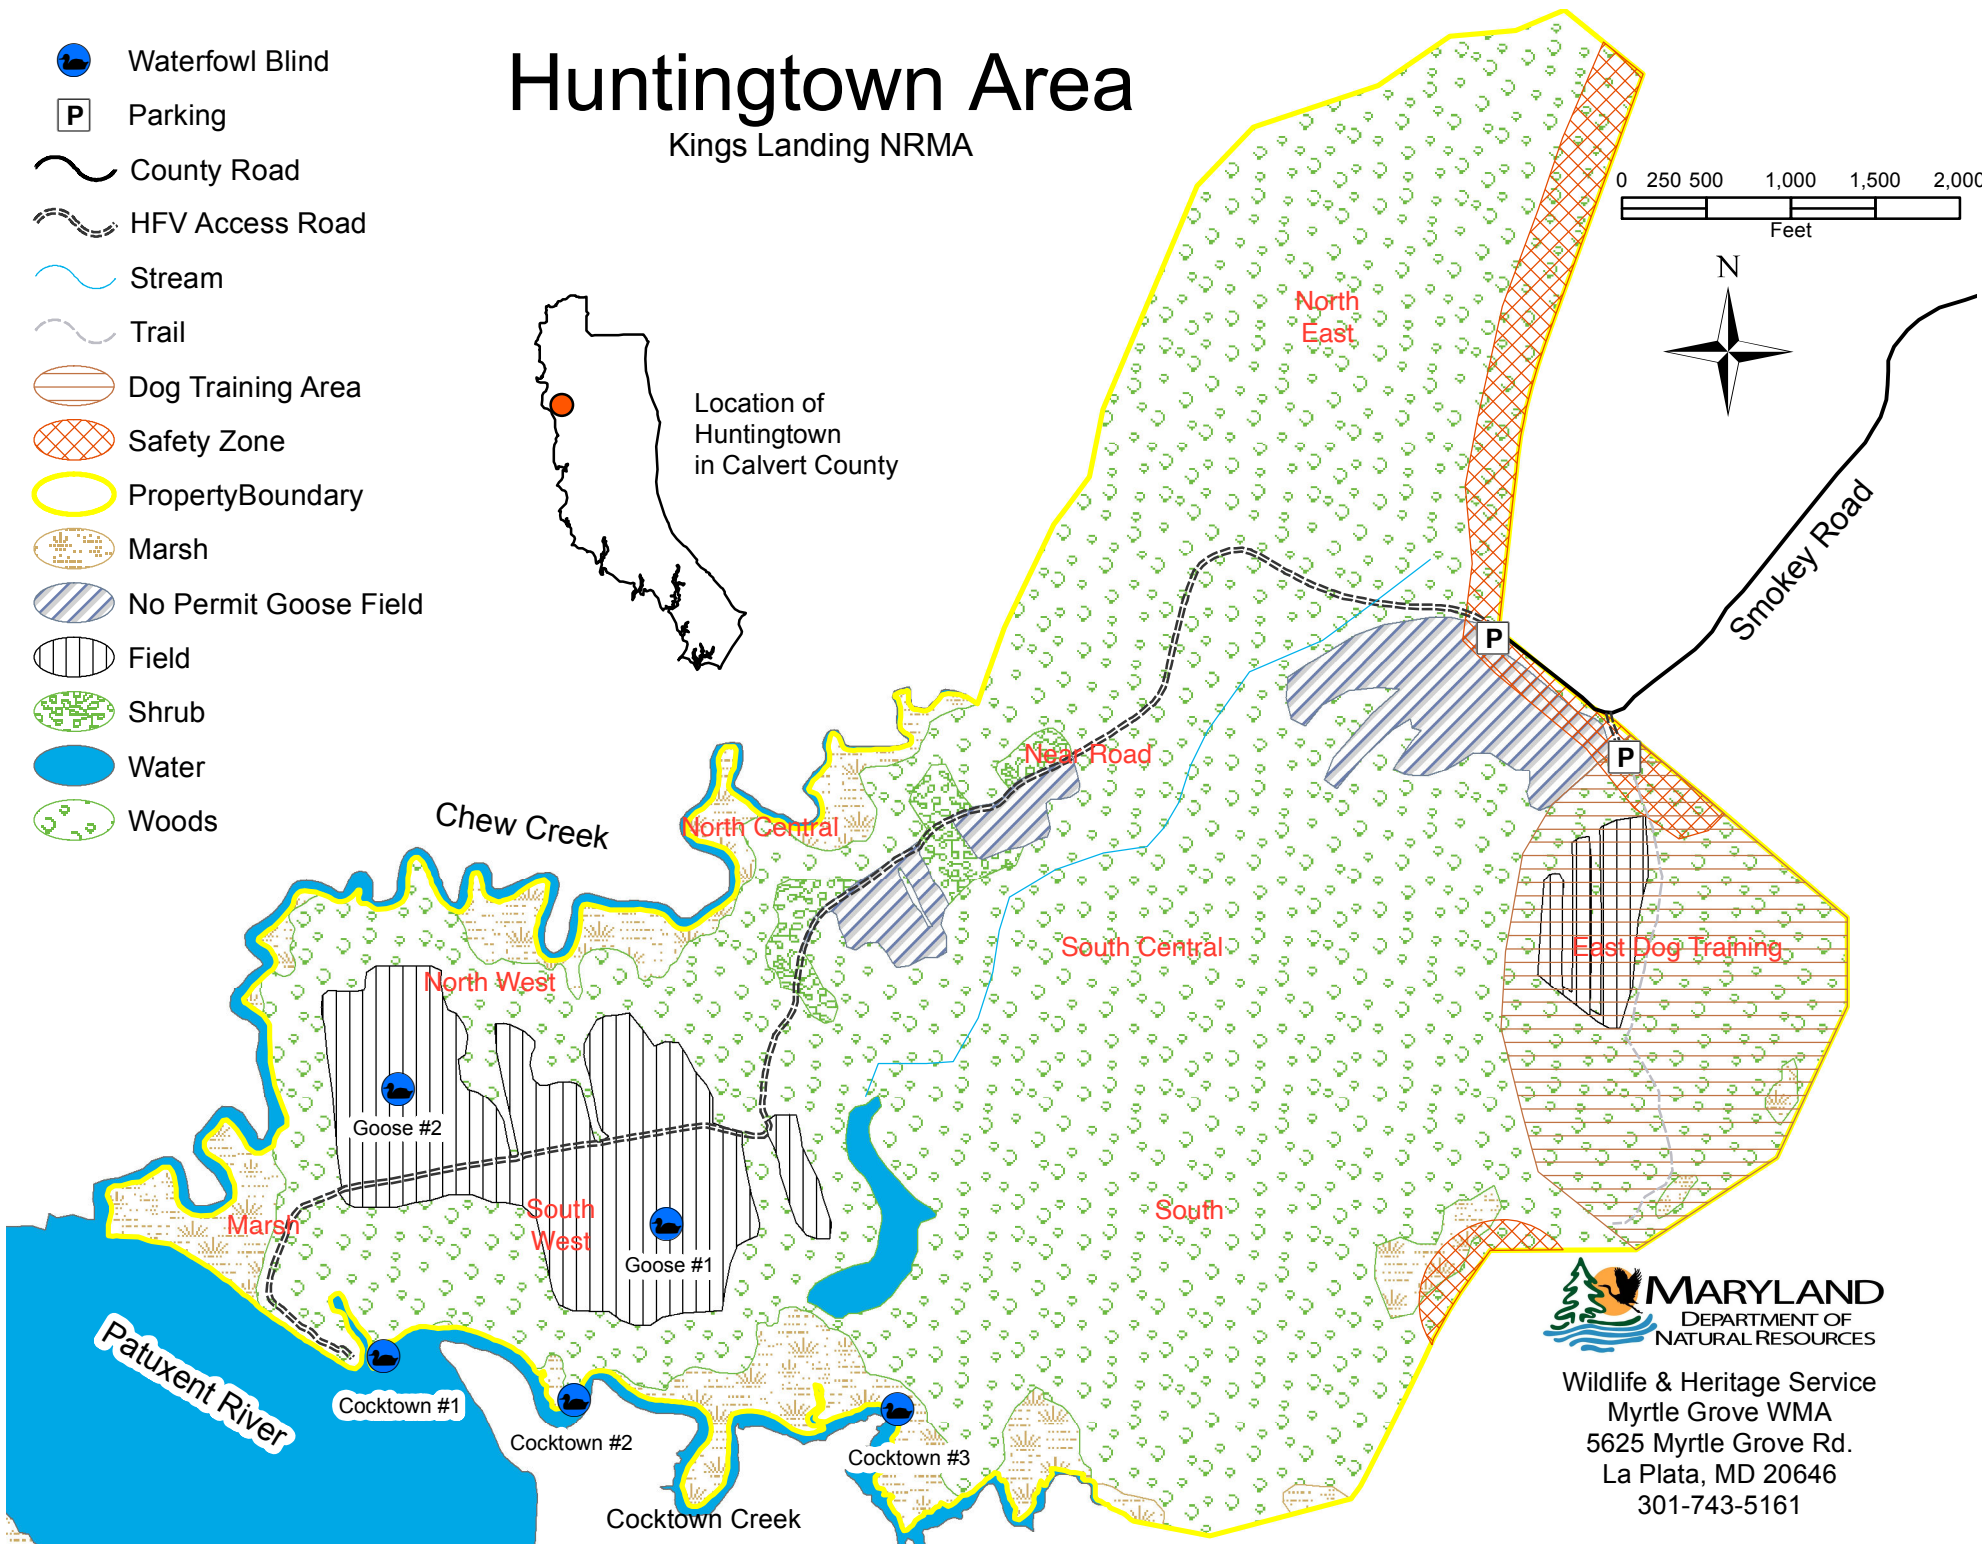 Huntingtown Area
Kings Landing NRMA
Waterfowl Blind
P
Parking
County Road
HFV Access Road
Stream
Trail
Dog Training Area
Safety Zone
PropertyBoundary
Marsh
No Permit Goose Field
Field
Shrub
Water
Woods
Location of
Huntingtown
in Calvert County
0 250 500 1,000 1,500 2,000
Feet
N
North
East
Smokey Road
P
P
Near Road
North Central
Chew Creek
South Central
East Dog Training
North West
Goose #2
South
West
Goose #1
South
Marsh
Patuxent River
Cocktown #1
Cocktown #2
Cocktown #3
Cocktown Creek
MARYLAND
DEPARTMENT OF
NATURAL RESOURCES
Wildlife & Heritage Service
Myrtle Grove WMA
5625 Myrtle Grove Rd.
La Plata, MD 20646
301-743-5161